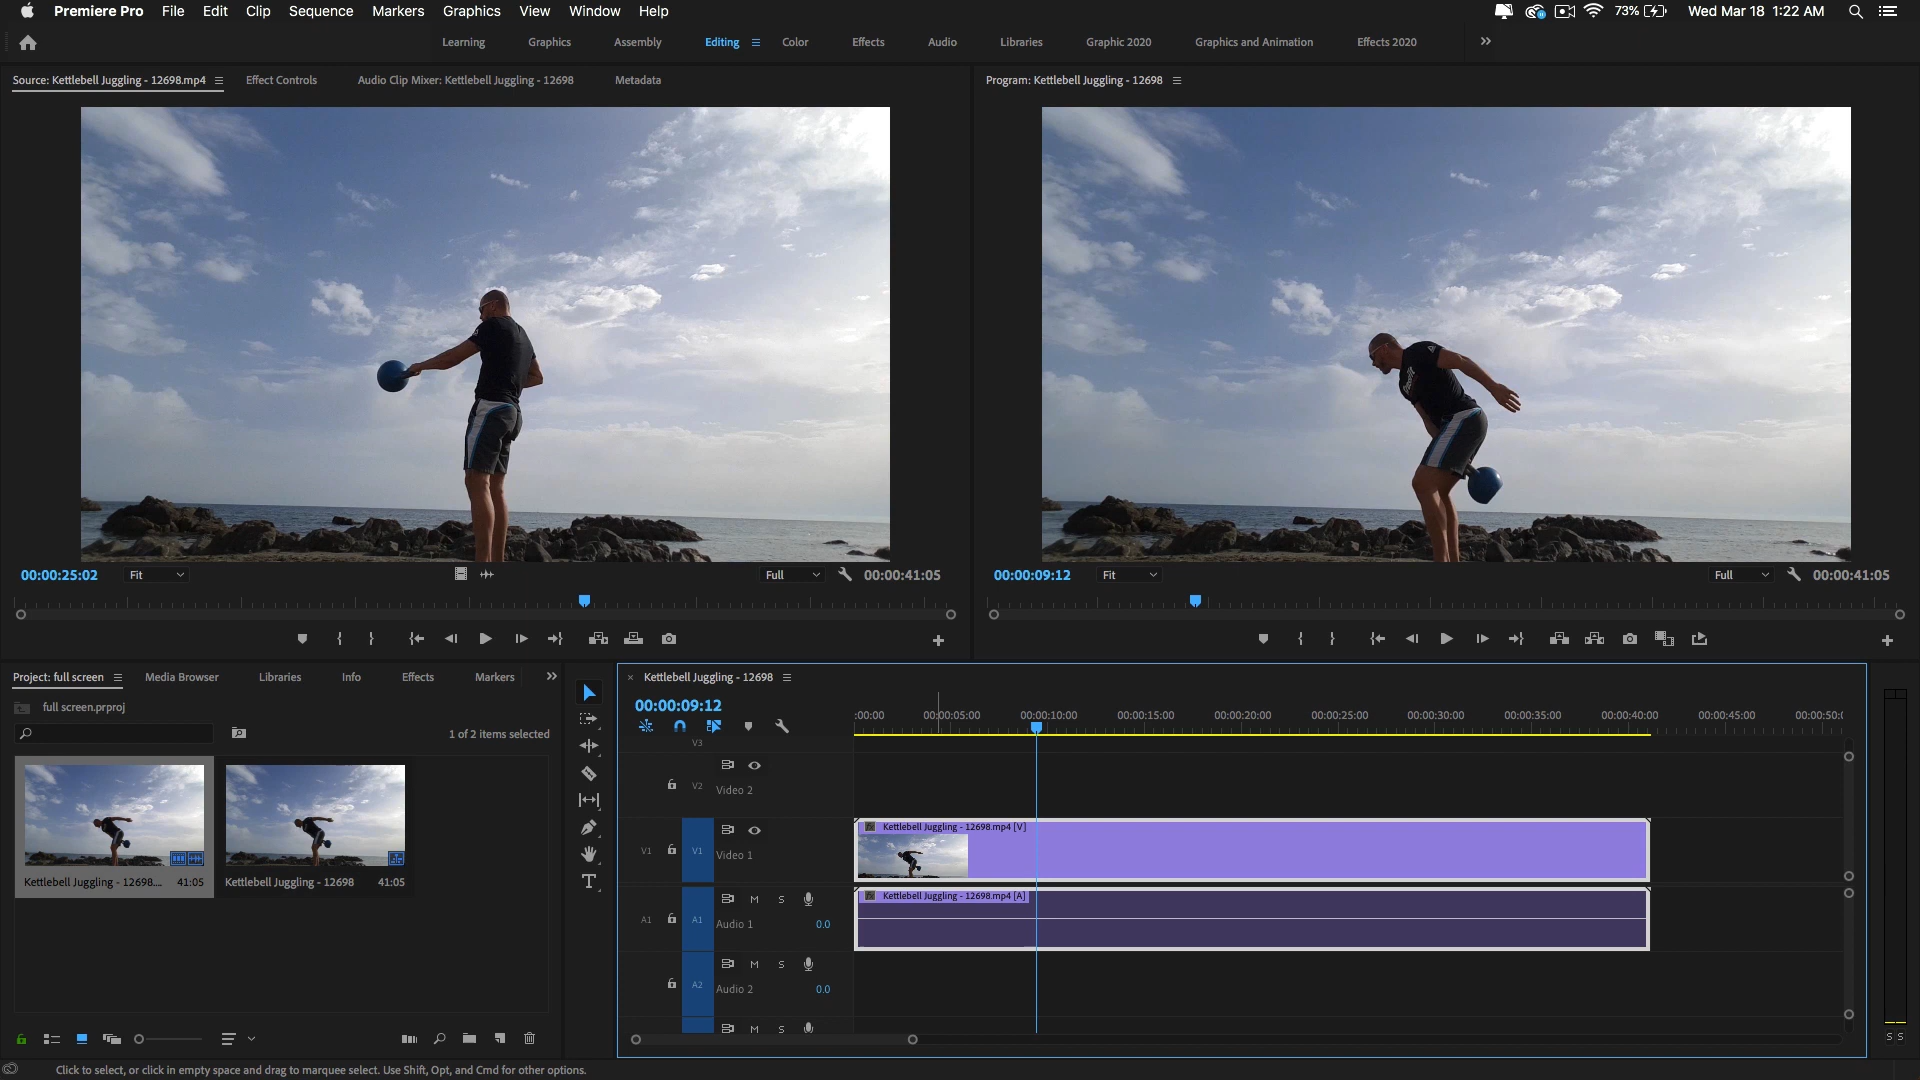 Premiere Pro File Edit Clip Sequence Markers Graphics View Window Help 73% Wed Mar 18 1:22 AM
Learning Graphics Assembly Editing Color Effects Audio Libraries Graphic 2020 Graphics and Animation Effects 2020
Source: Kettlebell Juggling - 12698.mp4 Effect Controls Audio Clip Mixer: Kettlebell Juggling - 12698 Metadata
Program: Kettlebell Juggling - 12698
00:00:25:02 Fit Full 00:00:41:05
00:00:09:12 Fit Full 00:00:41:05
Project: full screen Media Browser Libraries Info Effects Markers
full screen.prproj
1 of 2 items selected
Kettlebell Juggling - 12698.... 41:05
Kettlebell Juggling - 12698 41:05
Kettlebell Juggling - 12698
00:00:09:12
:00:00 00:00:05:00 00:00:10:00 00:00:15:00 00:00:20:00 00:00:25:00 00:00:30:00 00:00:35:00 00:00:40:00 00:00:45:00 00:00:50:0
V3
V2 Video 2
Kettlebell Juggling - 12698.mp4 [V]
V1 V1 Video 1
Kettlebell Juggling - 12698.mp4 [A]
M S
A1 A1 Audio 1 0.0
M S
A2 Audio 2 0.0
M S
S S
Click to select, or click in empty space and drag to marquee select. Use Shift, Opt, and Cmd for other options.